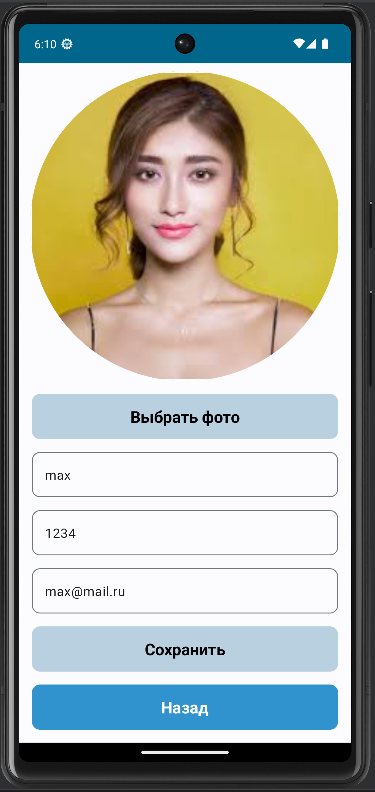 6:10
Выбрать фото
max
1234
max@mail.ru
Сохранить
Назад